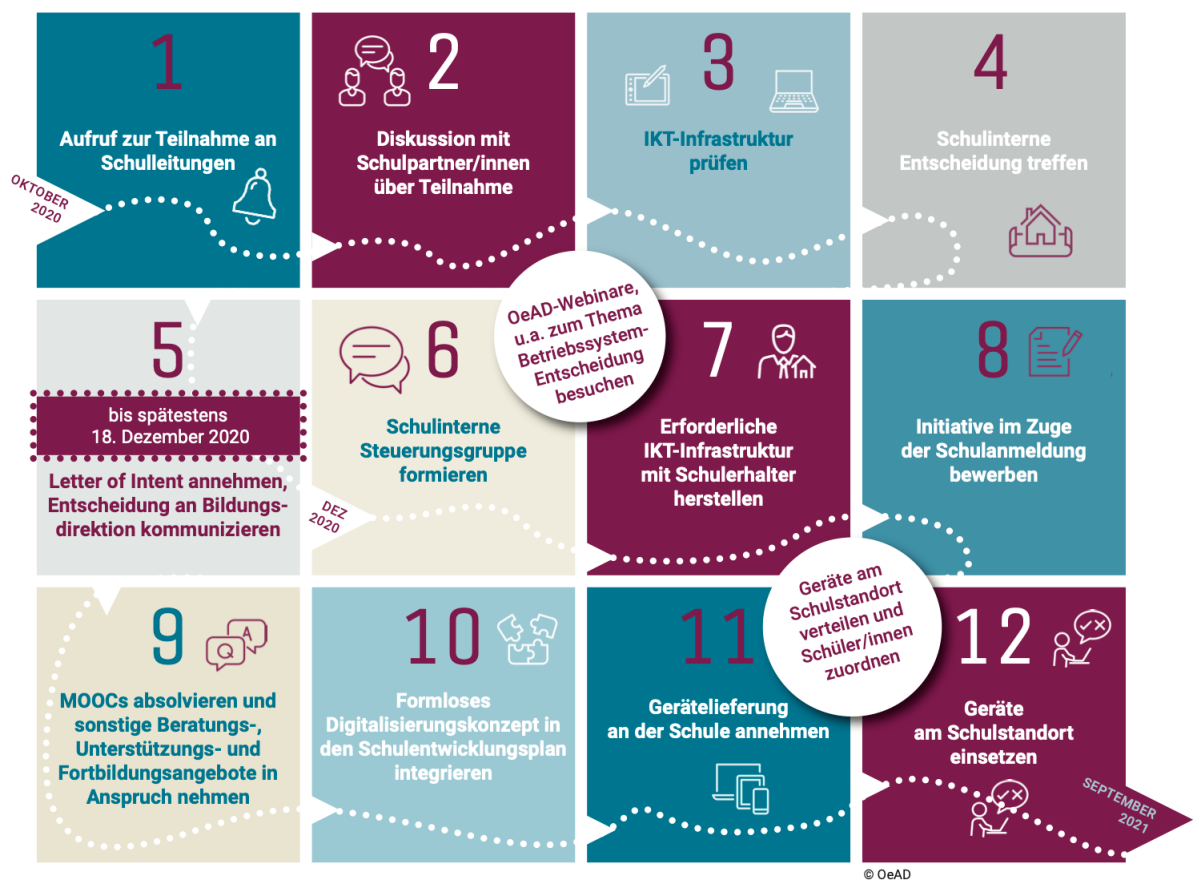 1
Aufruf zur Teilnahme an
Schulleitungen
OKTOBER
2020
2
Diskussion mit
Schulpartner/innen
über Teilnahme
3
IKT-Infrastruktur
prüfen
4
Schulinterne
Entscheidung treffen
5
bis spätestens
18. Dezember 2020
Letter of Intent annehmen,
Entscheidung an Bildungs-
direktion kommunizieren
DEZ
2020
6
Schulinterne
Steuerungsgruppe
formieren
OeAD-Webinare,
u.a. zum Thema
Betriebssystem-
Entscheidung
besuchen
7
Erforderliche
IKT-Infrastruktur
mit Schulerhalter
herstellen
8
Initiative im Zuge
der Schulanmeldung
bewerben
9
Q
A
MOOCs absolvieren und
sonstige Beratungs-,
Unterstützungs- und
Fortbildungsangebote in
Anspruch nehmen
10
Formloses
Digitalisierungskonzept in
den Schulentwicklungsplan
integrieren
11
Gerätelieferung
an der Schule annehmen
Geräte am
Schulstandort
verteilen und
Schüler/innen
zuordnen
12
Geräte
am Schulstandort
einsetzen
SEPTEMBER
2021
© OeAD